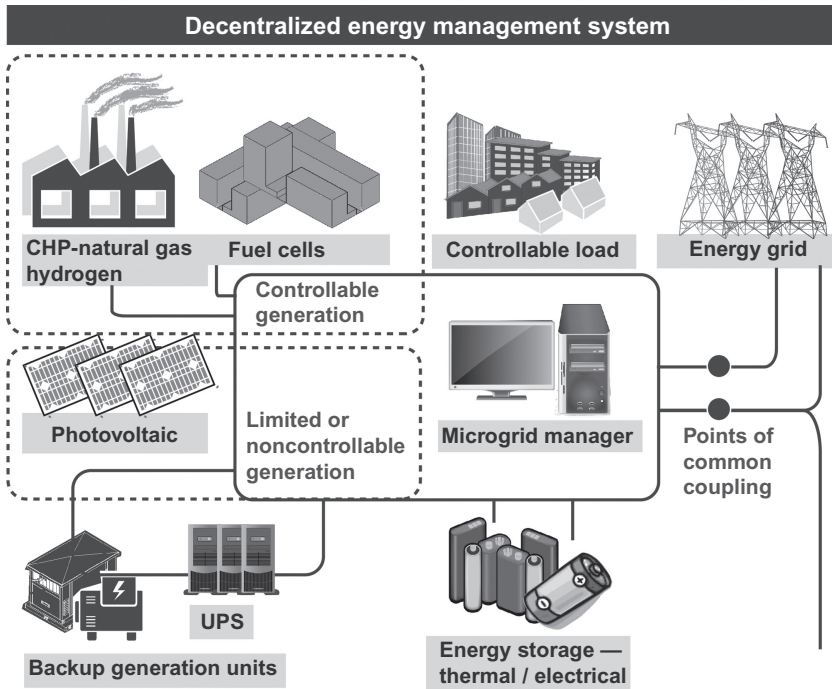 Decentralized energy management system
CHP-natural gas
hydrogen
Fuel cells
Controllable load
Energy grid
Controllable
generation
Photovoltaic
Limited or
noncontrollable
generation
Microgrid manager
Points of
common
coupling
UPS
Backup generation units
Energy storage —
thermal / electrical